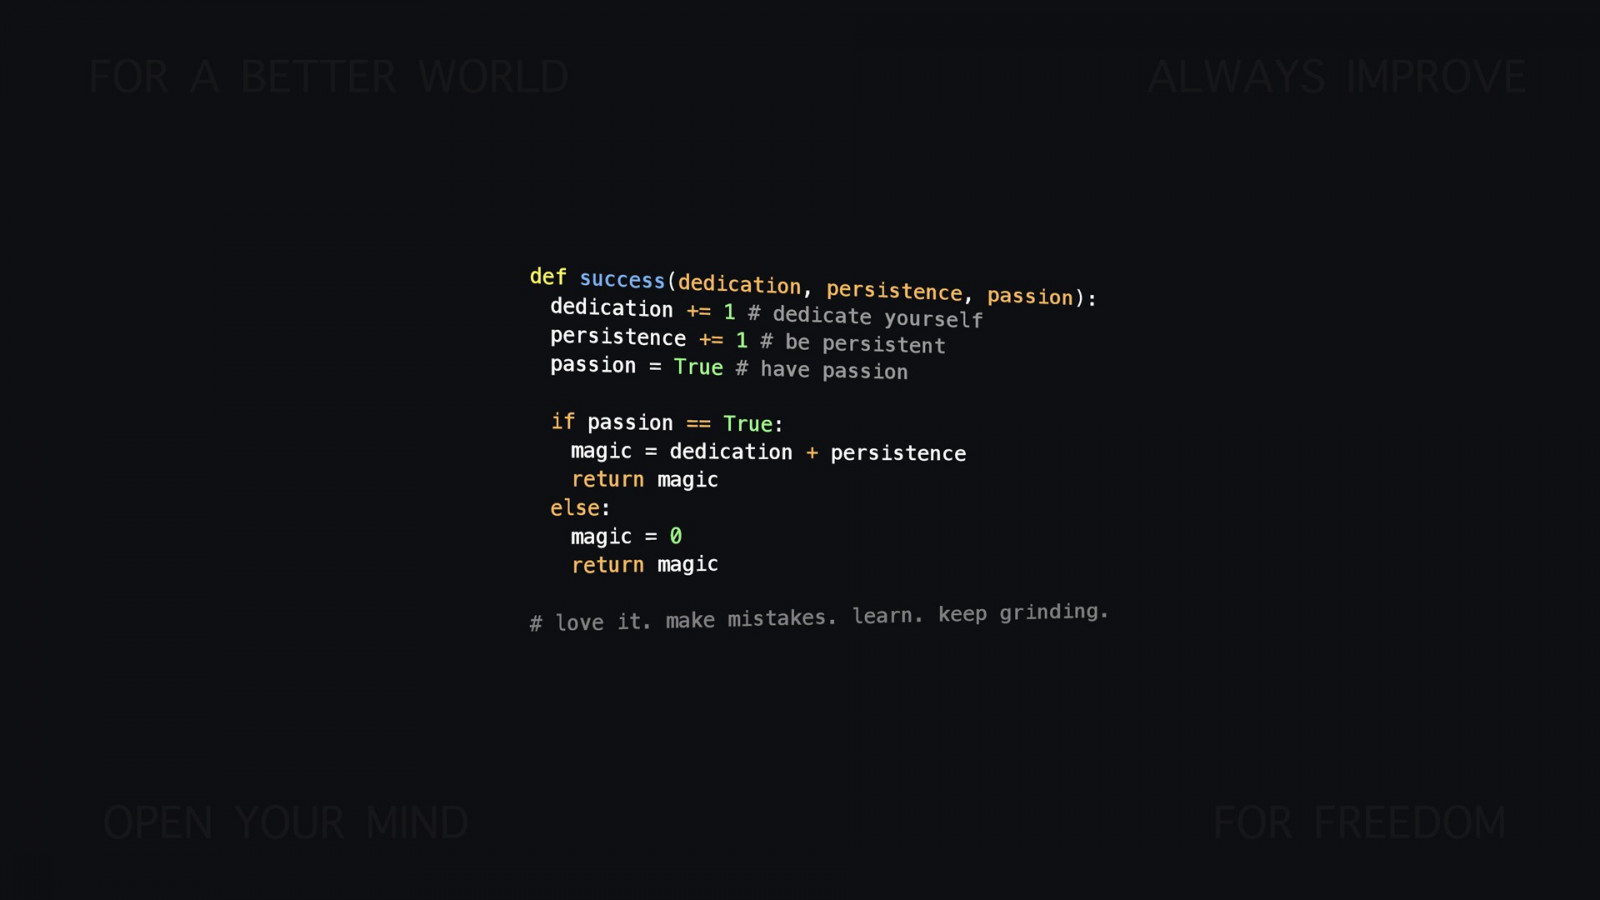 FOR A BETTER WORLD
ALWAYS IMPROVE
def success(dedication, persistence, passion):
  dedication += 1 # dedicate yourself
  persistence += 1 # be persistent
  passion = True # have passion

  if passion == True:
    magic = dedication + persistence
    return magic
  else:
    magic = 0
    return magic

# love it. make mistakes. learn. keep grinding.
OPEN YOUR MIND
FOR FREEDOM